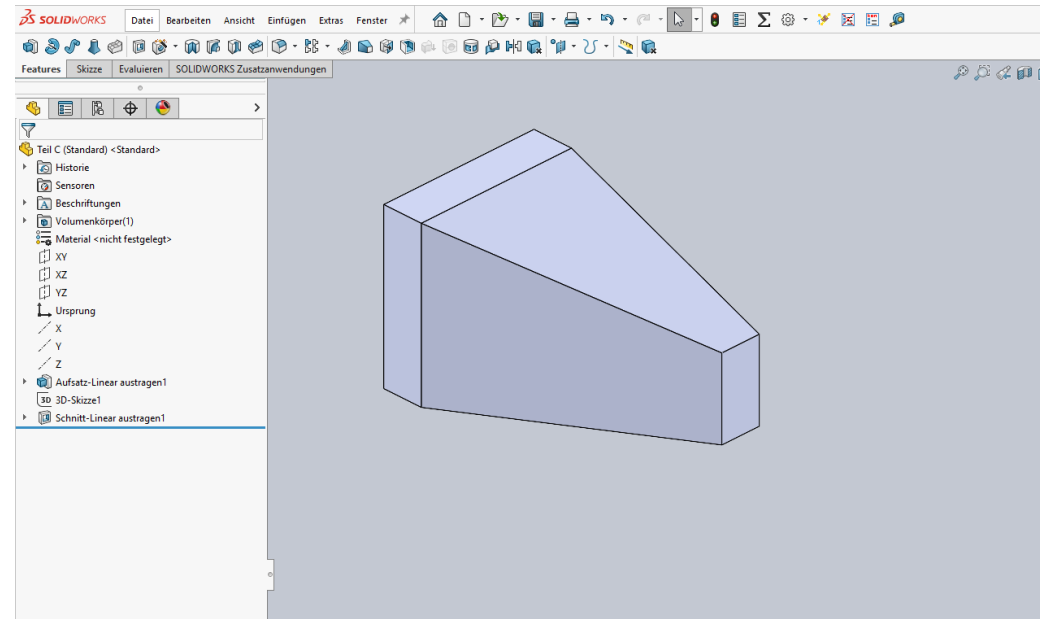 SOLIDWORKS Datei Bearbeiten Ansicht Einfügen Extras Fenster
Features Skizze Evaluieren SOLIDWORKS Zusatzanwendungen
Teil C (Standard) <Standard>
Historie
Sensoren
A Beschriftungen
Volumenkörper(1)
Material <nicht festgelegt>
XY
XZ
YZ
Ursprung
X
Y
Z
Aufsatz-Linear austragen1
3D 3D-Skizze1
Schnitt-Linear austragen1